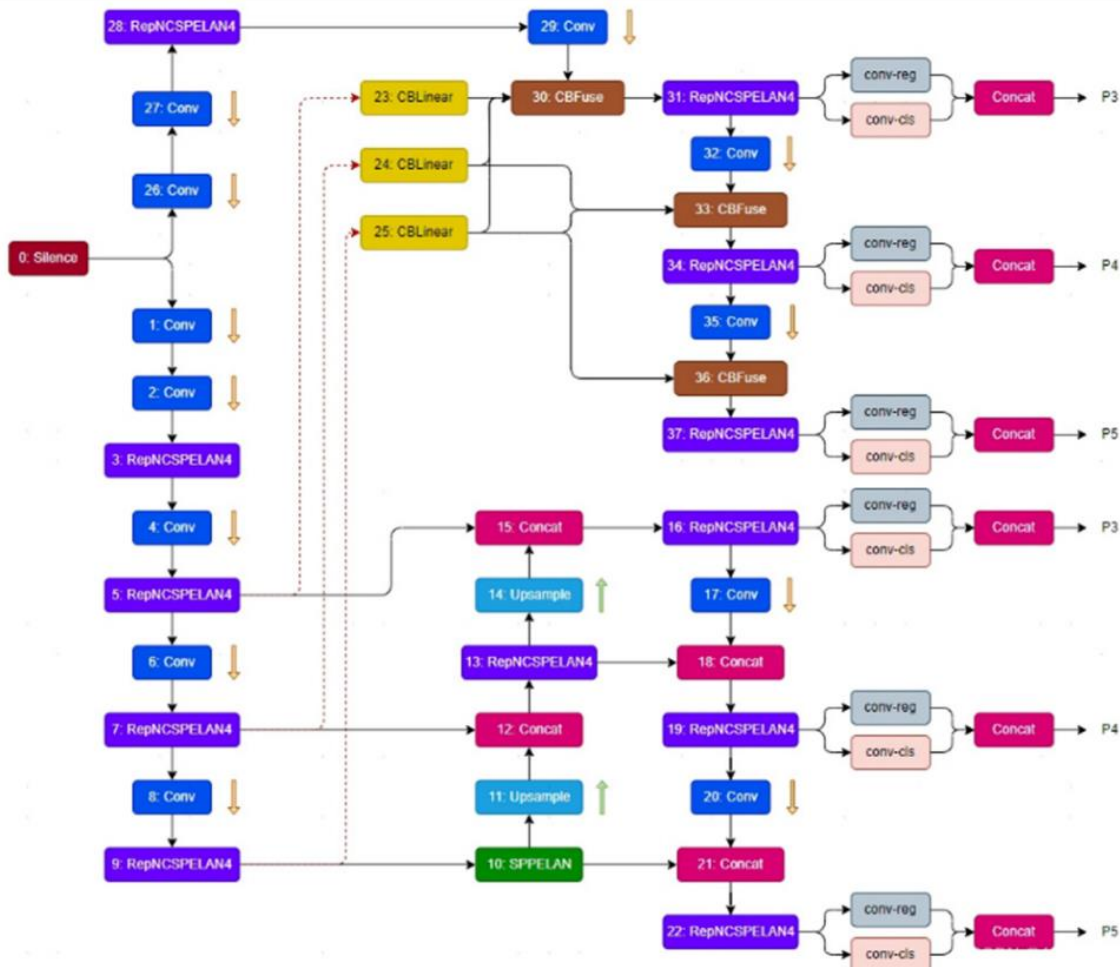 28: RepNCSPELAN4
29: Conv
27: Conv
23: CBLinear
30: CBFuse
31: RepNCSPELAN4
conv-reg
conv-cls
Concat
P3
32: Conv
26: Conv
24: CBLinear
33: CBFuse
25: CBLinear
0: Silence
34: RepNCSPELAN4
conv-reg
conv-cls
Concat
P4
1: Conv
35: Conv
2: Conv
36: CBFuse
3: RepNCSPELAN4
37: RepNCSPELAN4
conv-reg
conv-cls
Concat
P5
4: Conv
15: Concat
16: RepNCSPELAN4
conv-reg
conv-cls
Concat
P3
5: RepNCSPELAN4
14: Upsample
17: Conv
6: Conv
13: RepNCSPELAN4
18: Concat
7: RepNCSPELAN4
12: Concat
19: RepNCSPELAN4
conv-reg
conv-cls
Concat
P4
8: Conv
11: Upsample
20: Conv
9: RepNCSPELAN4
10: SPPELAN
21: Concat
22: RepNCSPELAN4
conv-reg
conv-cls
Concat
P5